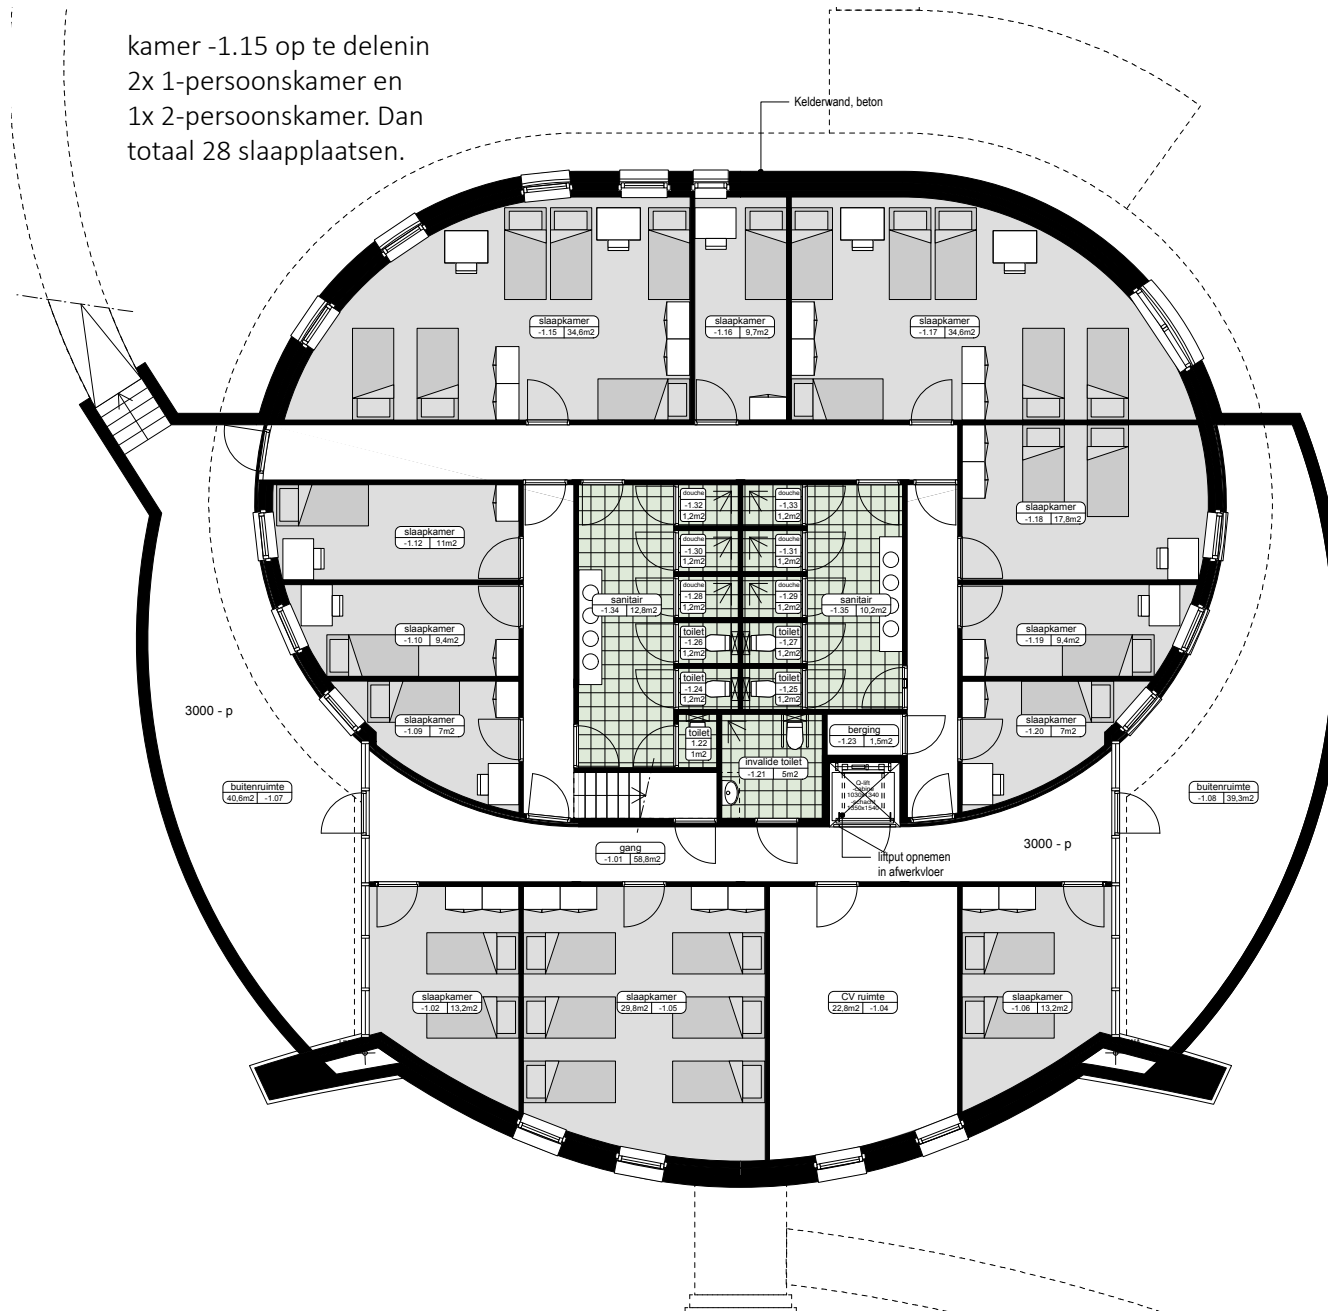 kamer -1.15 op te delenin
2x 1-persoonskamer en
1x 2-persoonskamer. Dan
totaal 28 slaapplaatsen.
Kelderwand, beton
slaapkamer
-1.15 34,6m2
slaapkamer
-1.16 9,7m2
slaapkamer
-1.17 34,6m2
slaapkamer
-1.12 11m2
douche
-1.32
1,2m2
douche
-1.33
1,2m2
slaapkamer
-1.18 17,8m2
douche
-1.30
1,2m2
douche
-1.31
1,2m2
douche
-1.28
1,2m2
douche
-1.29
1,2m2
sanitair
-1.34 12,8m2
sanitair
-1.35 10,2m2
slaapkamer
-1.10 9,4m2
toilet
-1.26
1,2m2
toilet
-1.27
1,2m2
slaapkamer
-1.19 9,4m2
toilet
-1.24
1,2m2
toilet
-1,25
1,2m2
3000 - p
slaapkamer
-1.09 7m2
toilet
1.22
1m2
berging
-1.23 1,5m2
slaapkamer
-1.20 7m2
invalide toilet
-1.21 5m2
Q-lift
cabine
1030x1340
schacht
1350x1540
buitenruimte
40,6m2 -1.07
buitenruimte
-1.08 39,3m2
gang
-1.01 58,8m2
3000 - p
liftput opnemen
in afwerkvloer
slaapkamer
-1.02 13,2m2
slaapkamer
29,8m2 -1.05
CV ruimte
22,8m2 -1.04
slaapkamer
-1.06 13,2m2